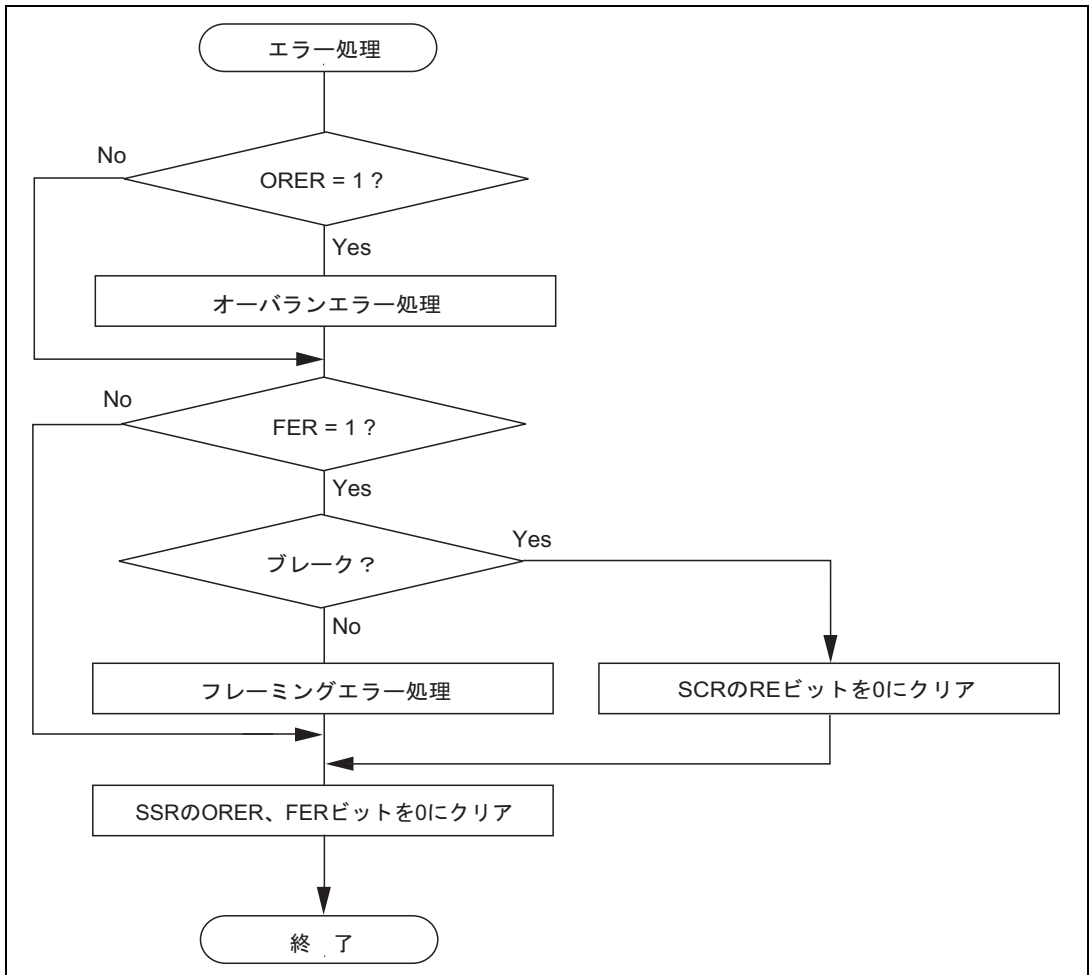 エラー処理
No
ORER = 1 ?
Yes
オーバランエラー処理
No
FER = 1 ?
Yes
ブレーク ?
Yes
No
フレーミングエラー処理
SCRのREビットを0にクリア
SSRのORER、FERビットを0にクリア
終 了